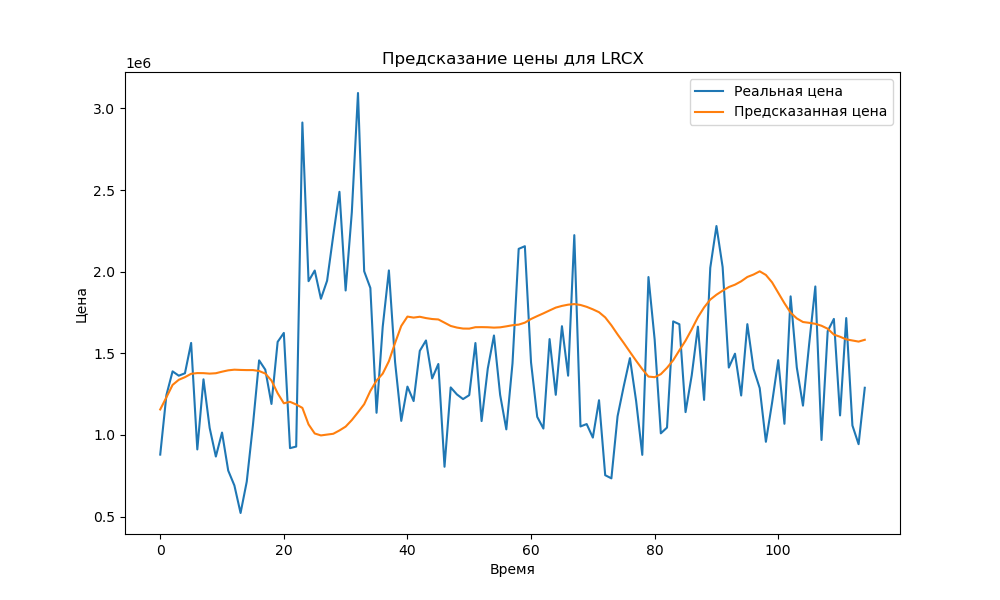 Предсказание цены для LRCX
1e6
Реальная цена
Предсказанная цена
3.0
2.5
2.0
1.5
1.0
0.5
Цена
0 20 40 60 80 100
Время